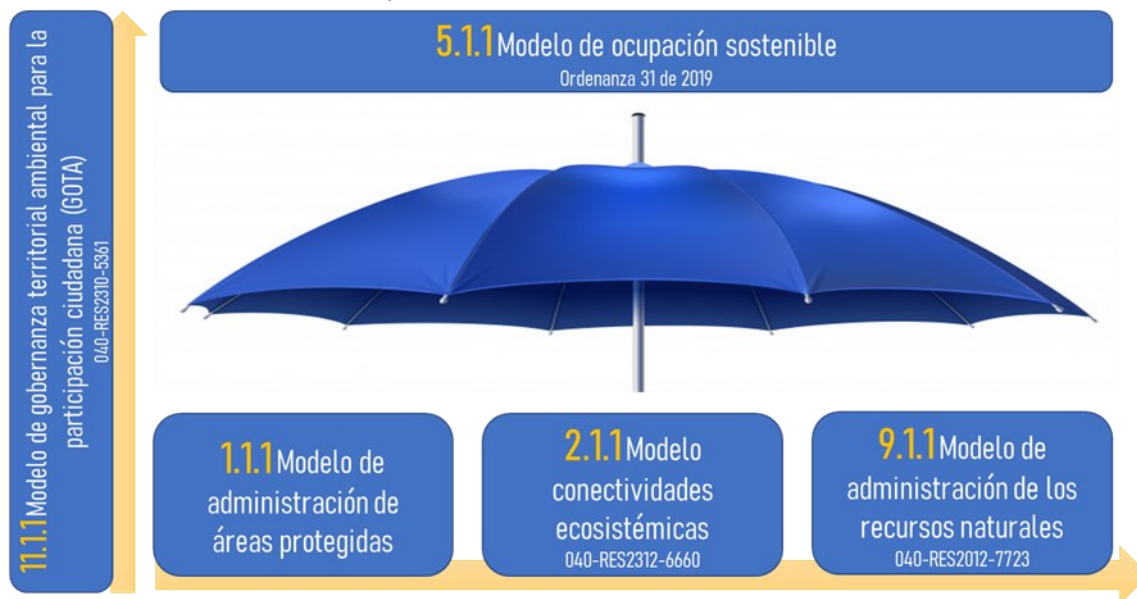 11.1.1 Modelo de gobernanza territorial ambiental para la
participación ciudadana (GOTA)
040-RES2310-5361
5.1.1 Modelo de ocupación sostenible
Ordenanza 31 de 2019
1.1.1 Modelo de
administración de
áreas protegidas
2.1.1 Modelo
conectividades
ecosistémicas
040-RES2312-6660
9.1.1 Modelo de
administración de los
recursos naturales
040-RES2012-7723